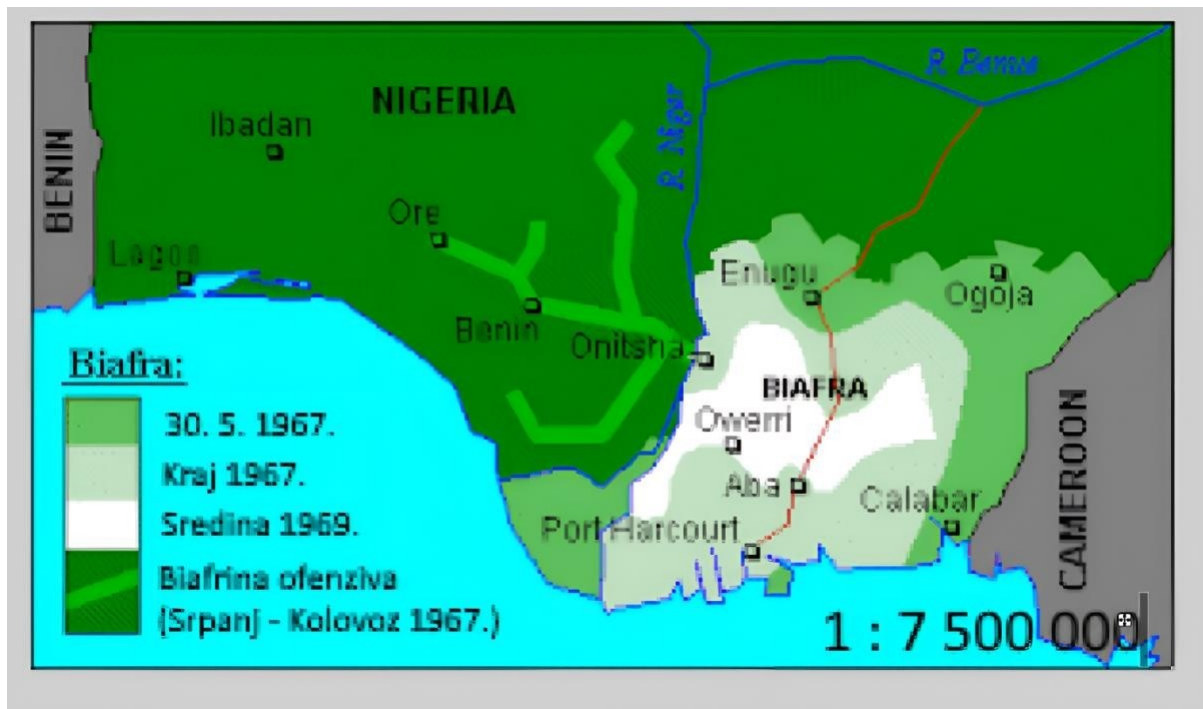 NIGERIA
Ibadan
BENIN
R. Niger
R. Benue
Ore
Lagos
Enugu
Ogoja
Benin
Onitsha
BIAFRA
Owerri
Aba
Calabar
Port Harcourt
CAMEROON
Biafra:
30. 5. 1967.
Kraj 1967.
Sredina 1969.
Biafrina ofenziva
(Srpanj - Kolovoz 1967.)
1 : 7 500 000